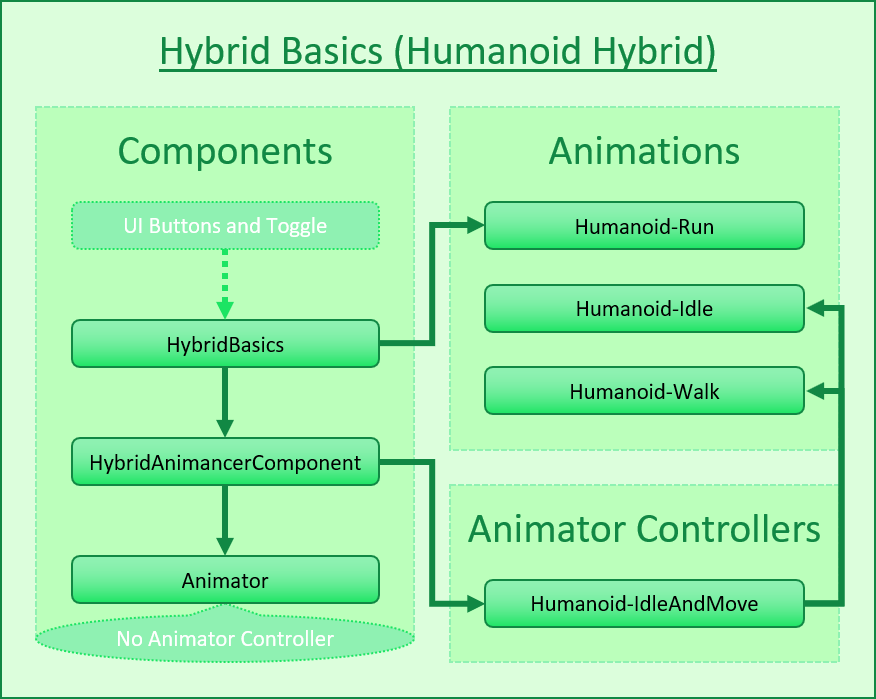 Hybrid Basics (Humanoid Hybrid)
Components
UI Buttons and Toggle
HybridBasics
HybridAnimancerComponent
Animator
No Animator Controller
Animations
Humanoid-Run
Humanoid-Idle
Humanoid-Walk
Animator Controllers
Humanoid-IdleAndMove